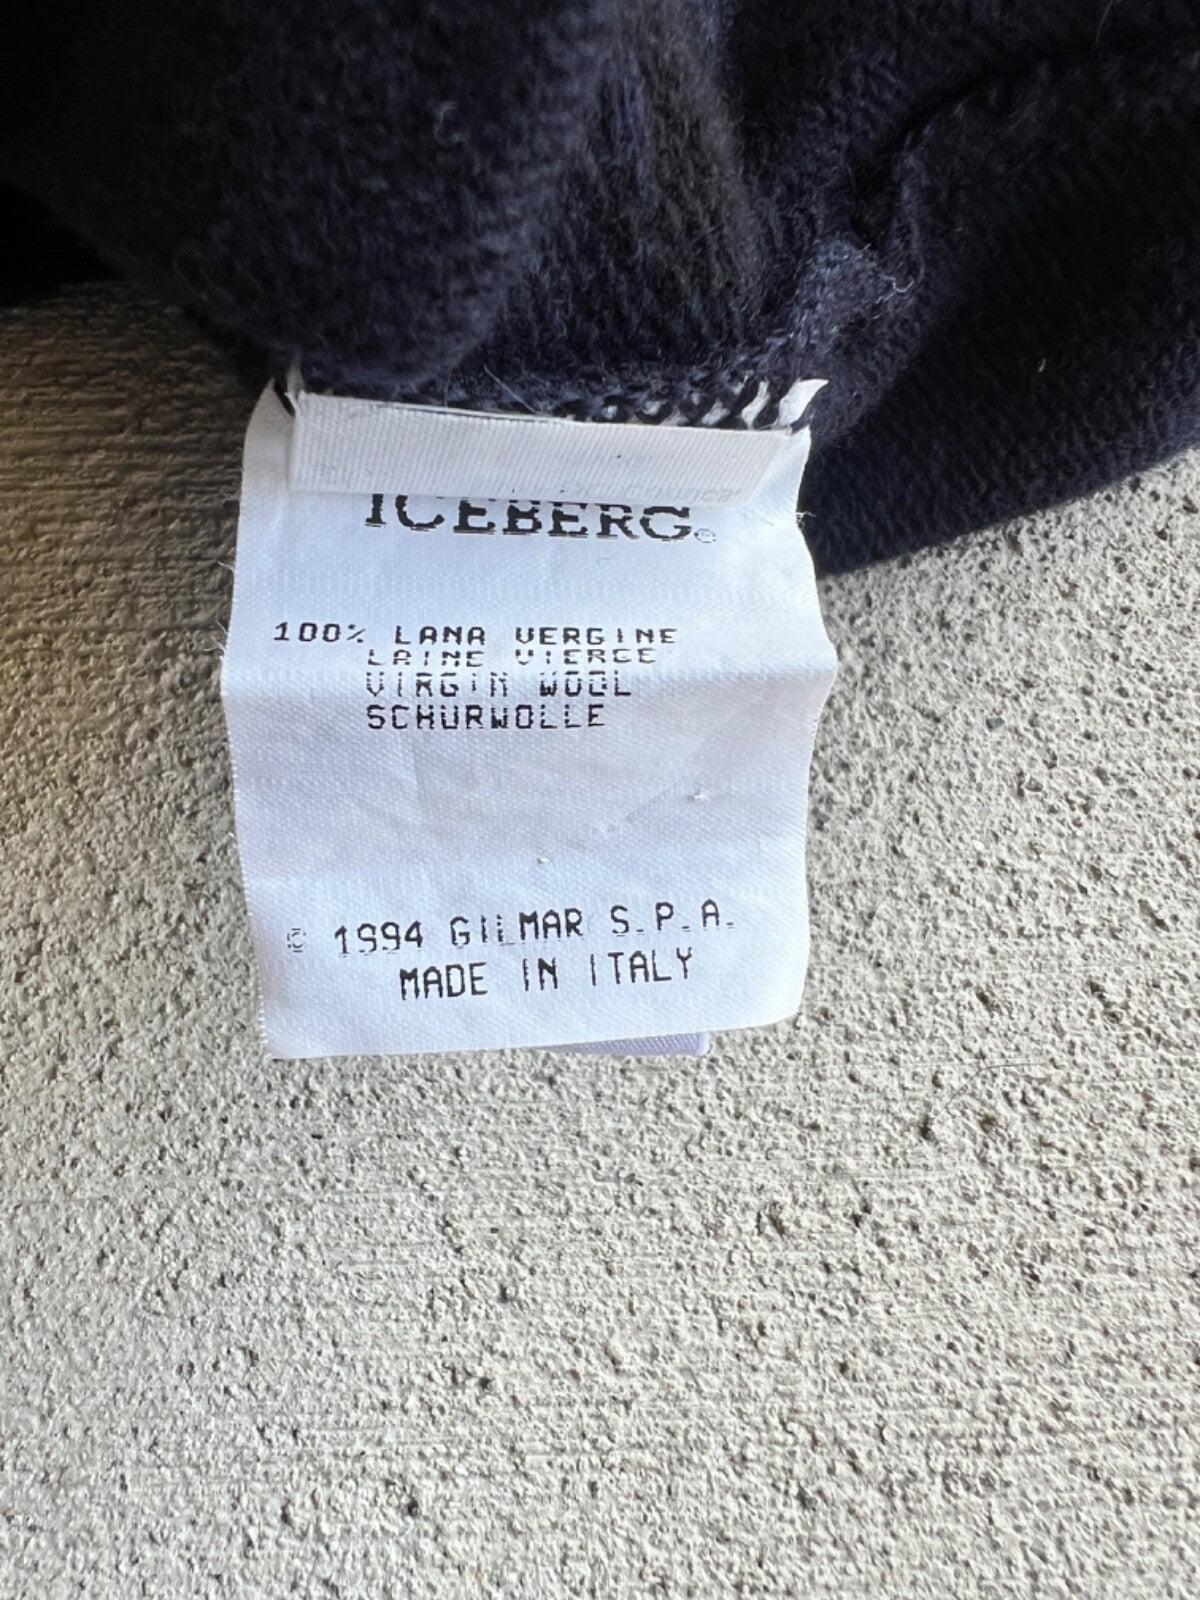 ICEBERG®
100% LANA VERGINE
LAINE VIERGE
VIRGIN WOOL
SCHURWOLLE
© 1994 GILMAR S.P.A.
MADE IN ITALY